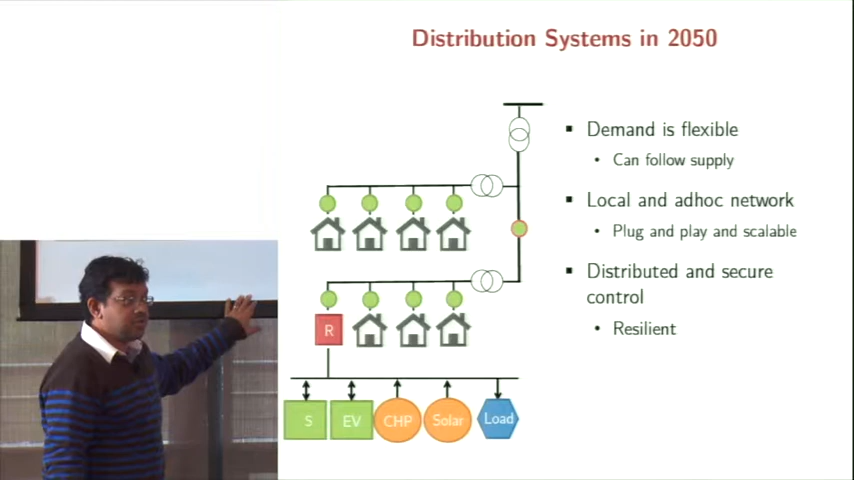 Distribution Systems in 2050
Demand is flexible
Can follow supply
Local and adhoc network
Plug and play and scalable
Distributed and secure
control
Resilient
R
S
EV
CHP
Solar
Load